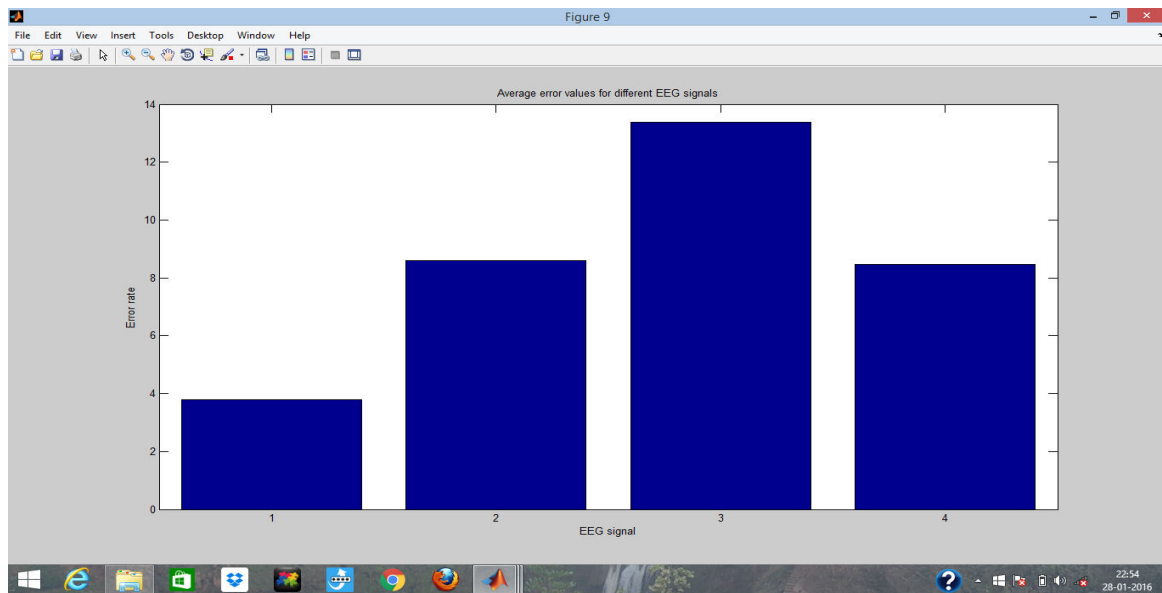 Figure 9
File Edit View Insert Tools Desktop Window Help
Average error values for different EEG signals
14
12
10
8
6
4
2
0
Error rate
1 2 3 4
EEG signal
22:54
28-01-2016